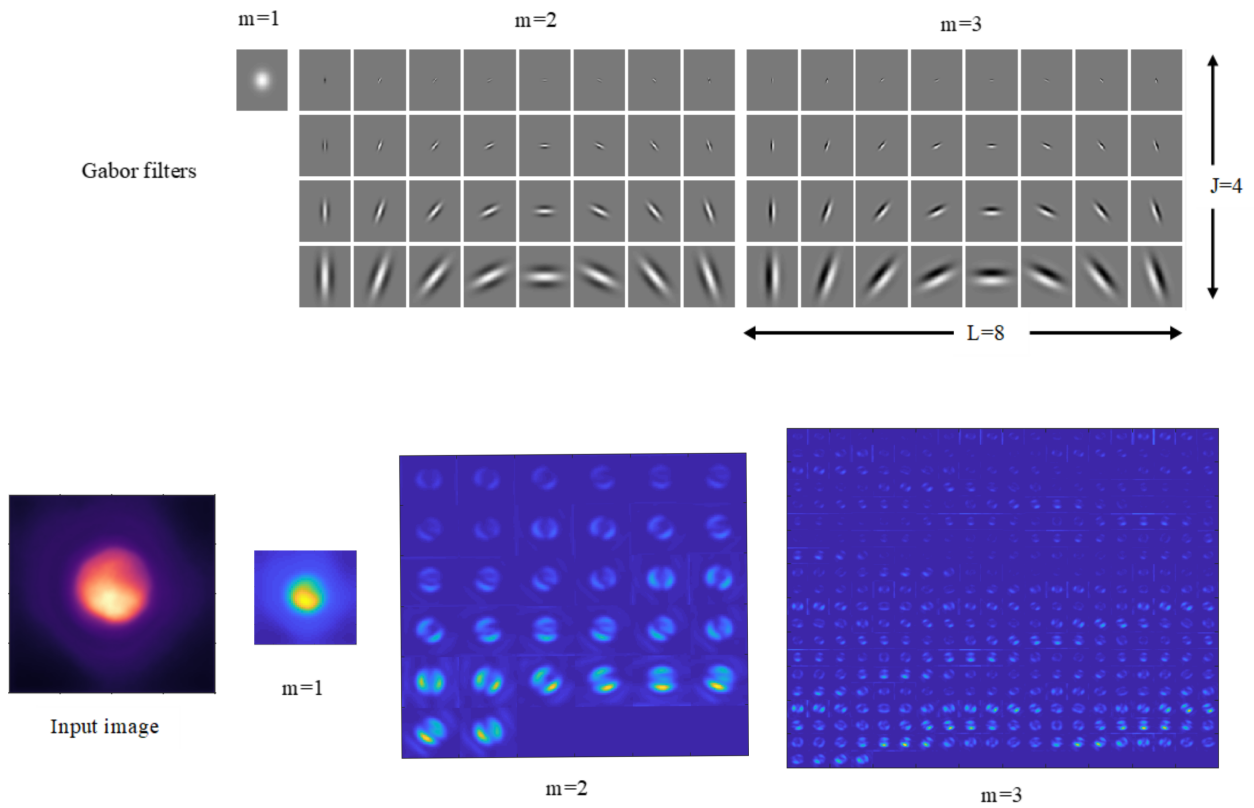 m=1
m=2
m=3
Gabor filters
J=4
L=8
Input image
m=1
m=2
m=3